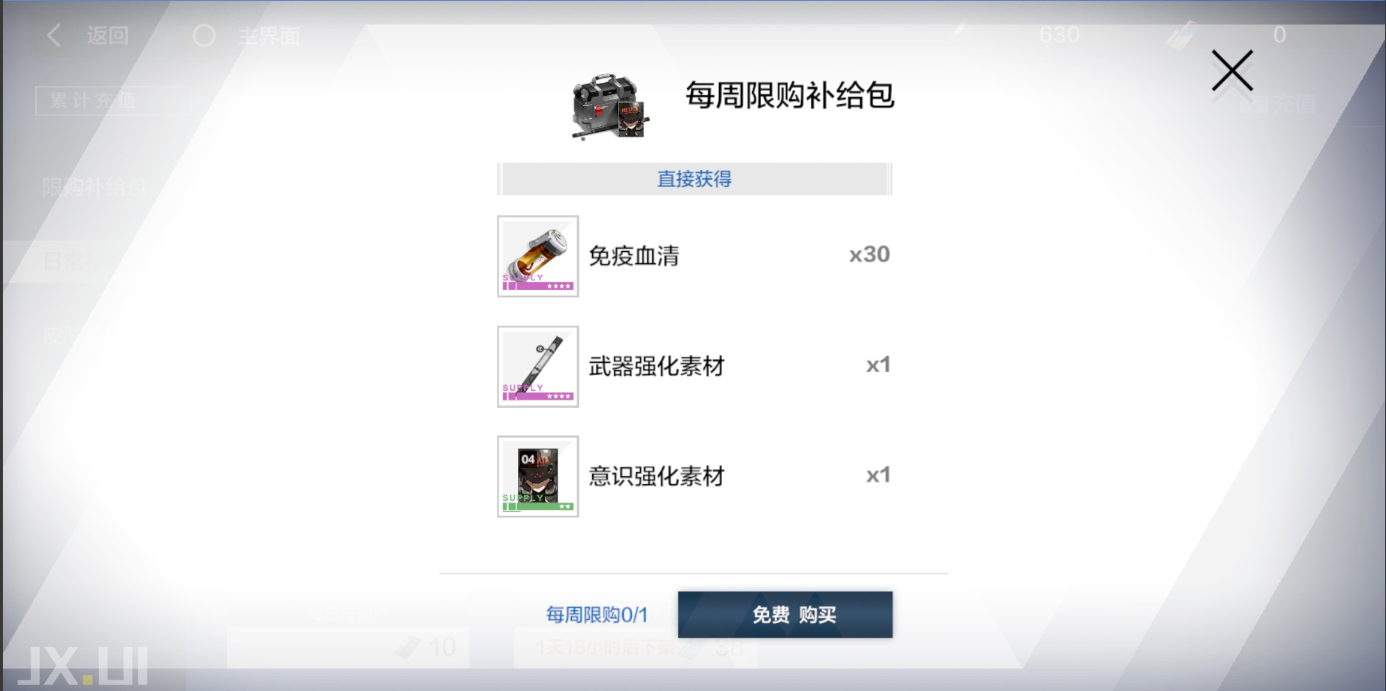 返回 主界面 630 0
每周限购补给包
累计充值
充值
直接获得
限购补给包
免疫血清 x30
SUPPLY
武器强化素材 x1
SUPPLY
04
意识强化素材 x1
SUPPLY
每周限购0/1 免费 购买
10 1天18小时后下架 38
JX.UI